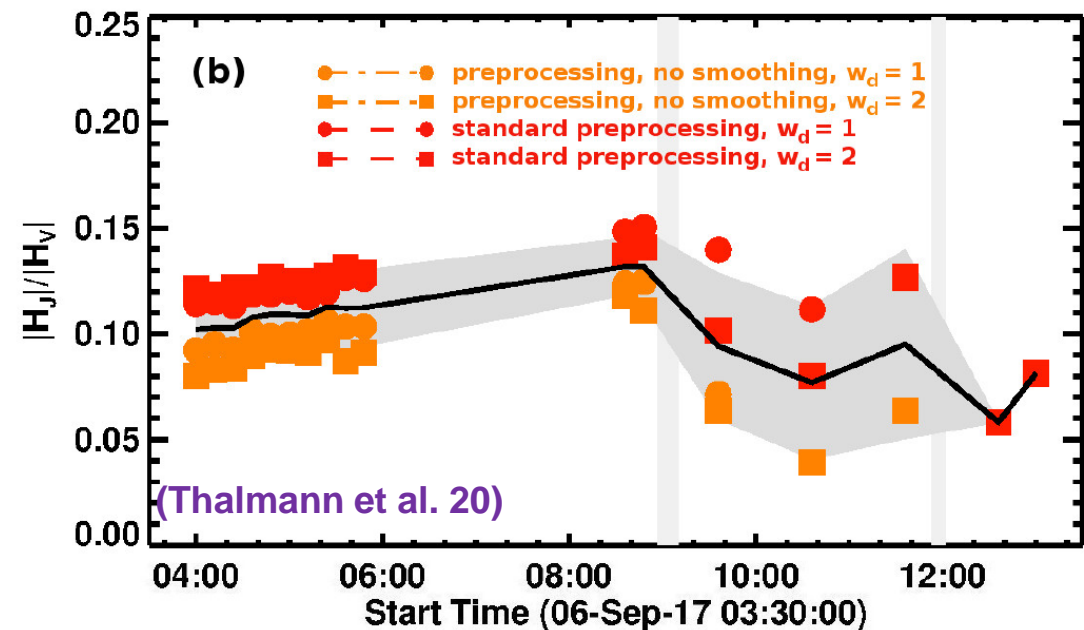 0.25
0.20
0.15
0.10
0.05
0.00
|H_J|/|H_V|
(b)
preprocessing, no smoothing, w_d = 1
preprocessing, no smoothing, w_d = 2
standard preprocessing, w_d = 1
standard preprocessing, w_d = 2
(Thalmann et al. 20)
04:00 06:00 08:00 10:00 12:00
Start Time (06-Sep-17 03:30:00)